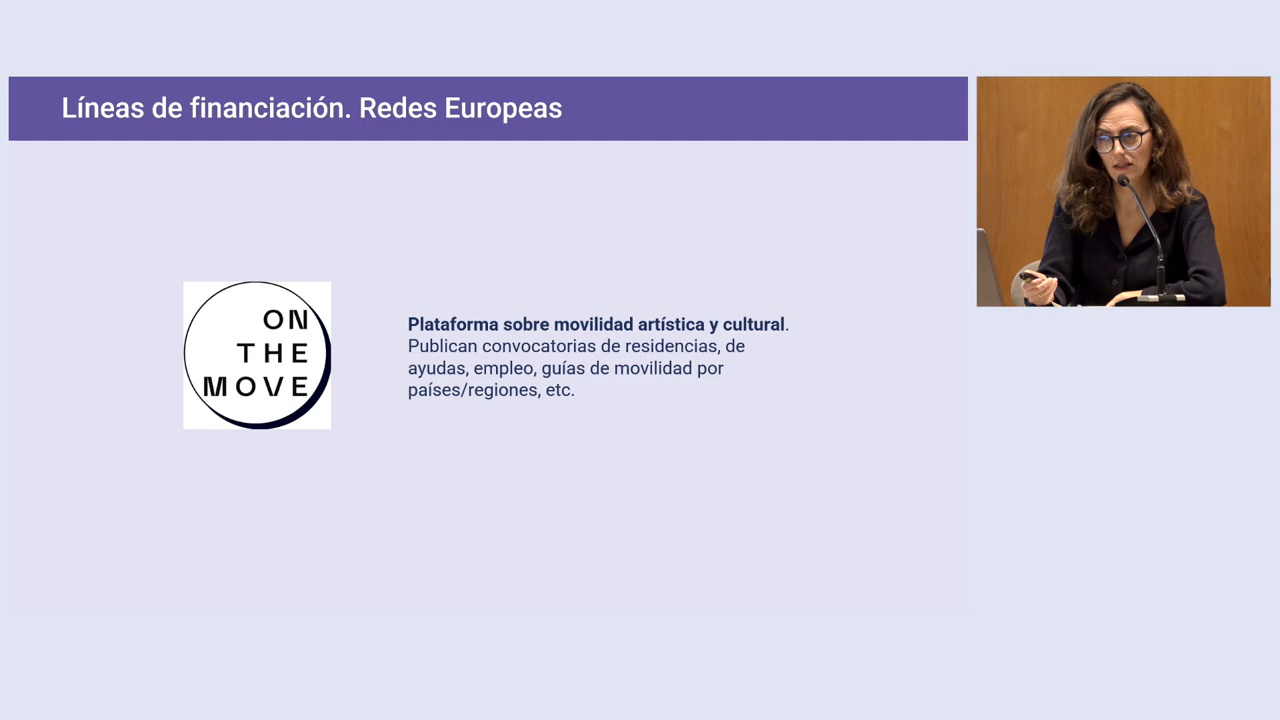 Líneas de financiación. Redes Europeas
ON
THE
MOVE
Plataforma sobre movilidad artística y cultural.
Publican convocatorias de residencias, de
ayudas, empleo, guías de movilidad por
países/regiones, etc.